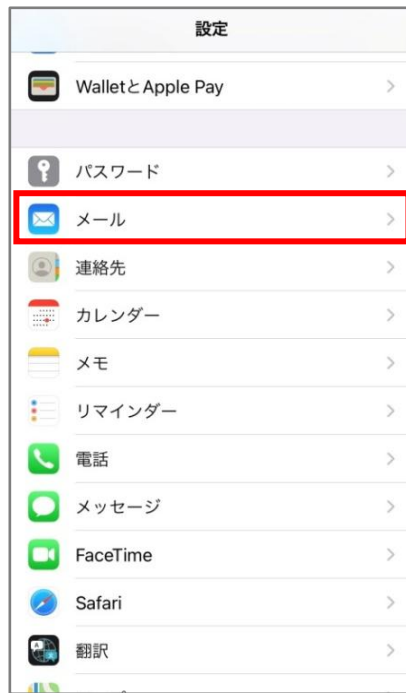 設定
WalletとApple Pay
パスワード
メール
連絡先
カレンダー
メモ
リマインダー
電話
メッセージ
FaceTime
Safari
翻訳